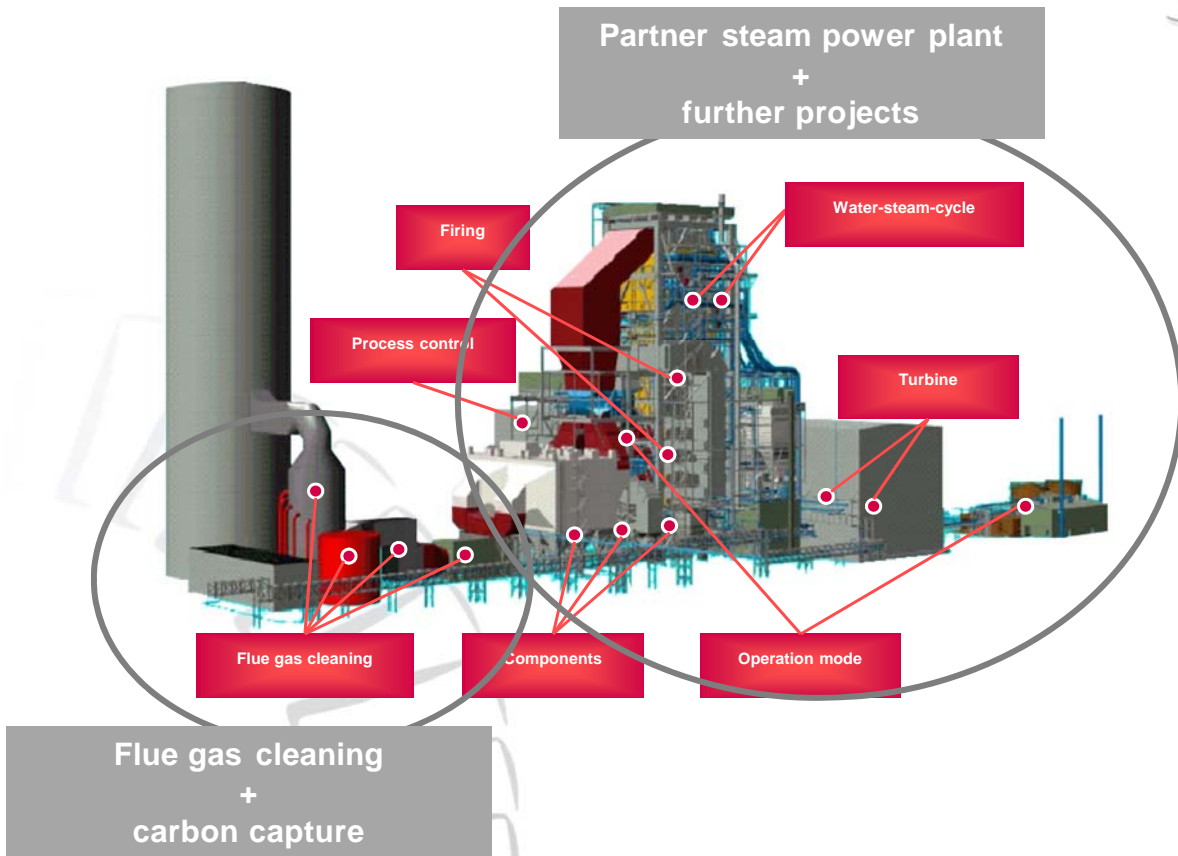 Partner steam power plant
+
further projects
Water-steam-cycle
Firing
Process control
Turbine
Flue gas cleaning
Components
Operation mode
Flue gas cleaning
+
carbon capture